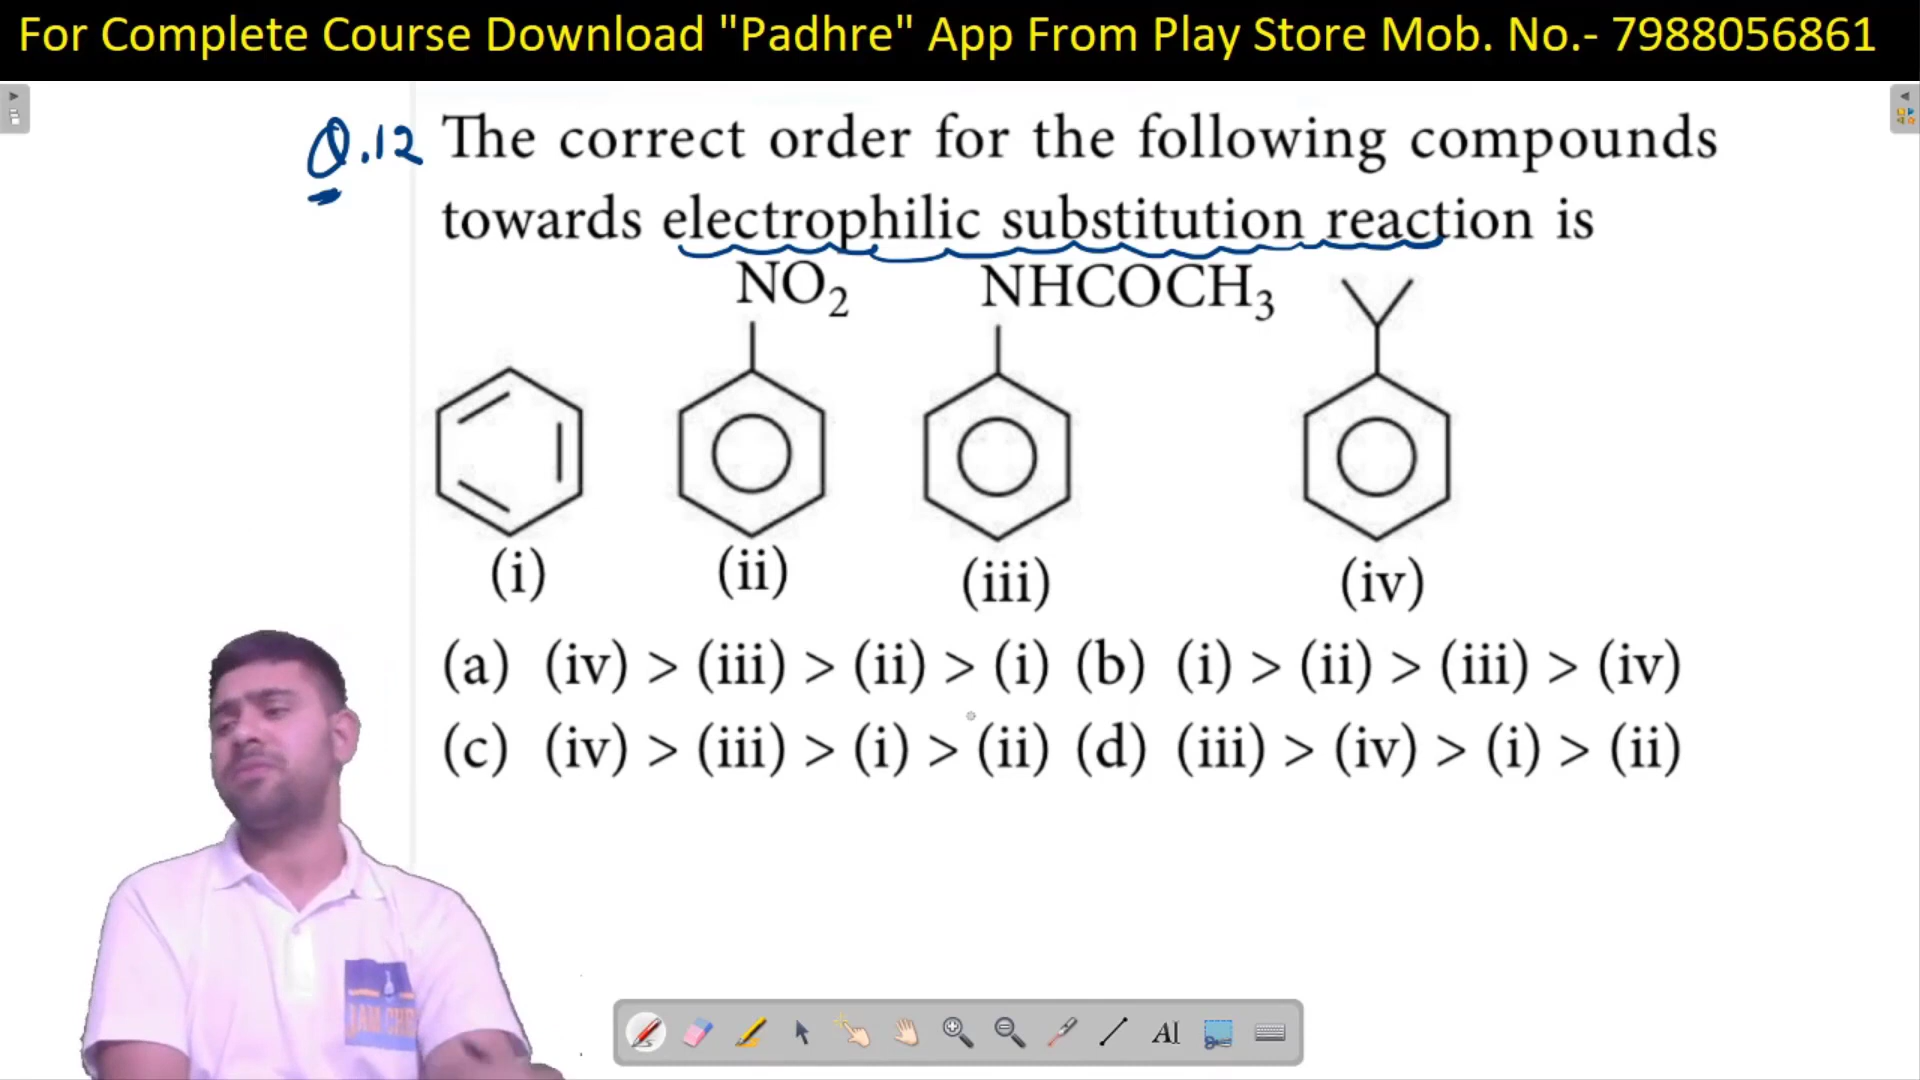 For Complete Course Download "Padhre" App From Play Store Mob. No.- 7988056861
Q.12 The correct order for the following compounds
towards electrophilic substitution reaction is
NO2 NHCOCH3
(i) (ii) (iii) (iv)
(a) (iv) > (iii) > (ii) > (i) (b) (i) > (ii) > (iii) > (iv)
(c) (iv) > (iii) > (i) > (ii) (d) (iii) > (iv) > (i) > (ii)
AI